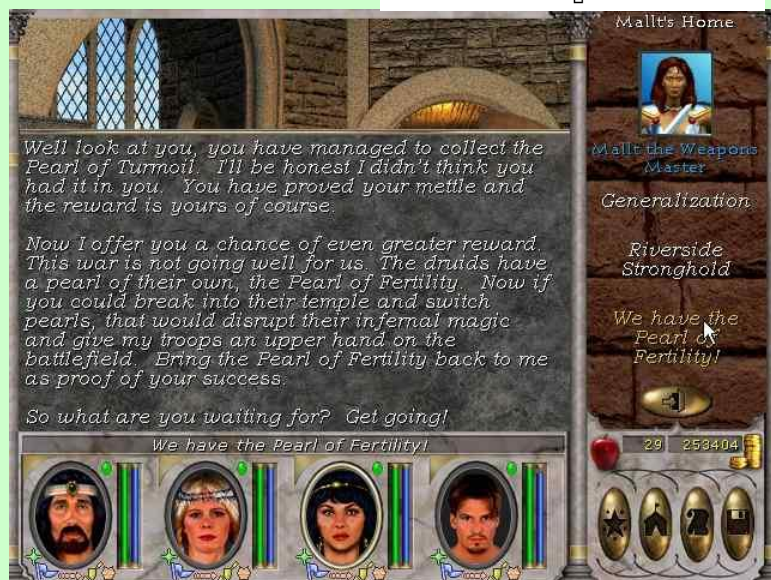 Mallt's Home
Well look at you, you have managed to collect the
Pearl of Turmoil.  I'll be honest I didn't think you
had it in you.  You have proved your mettle and
the reward is yours of course.
Now I offer you a chance of even greater reward.
This war is not going well for us. The druids have
a pearl of their own, the Pearl of Fertility.  Now if
you could break into their temple and switch
pearls, that would disrupt their infernal magic
and give my troops an upper hand on the
battlefield.  Bring the Pearl of Fertility back to me
as proof of your success.
So what are you waiting for?  Get going!
We have the Pearl of Fertility!
Mallt the Weapons
Master
Generalization
Riverside
Stronghold
We have the
Pearl of
Fertility!
29 253404